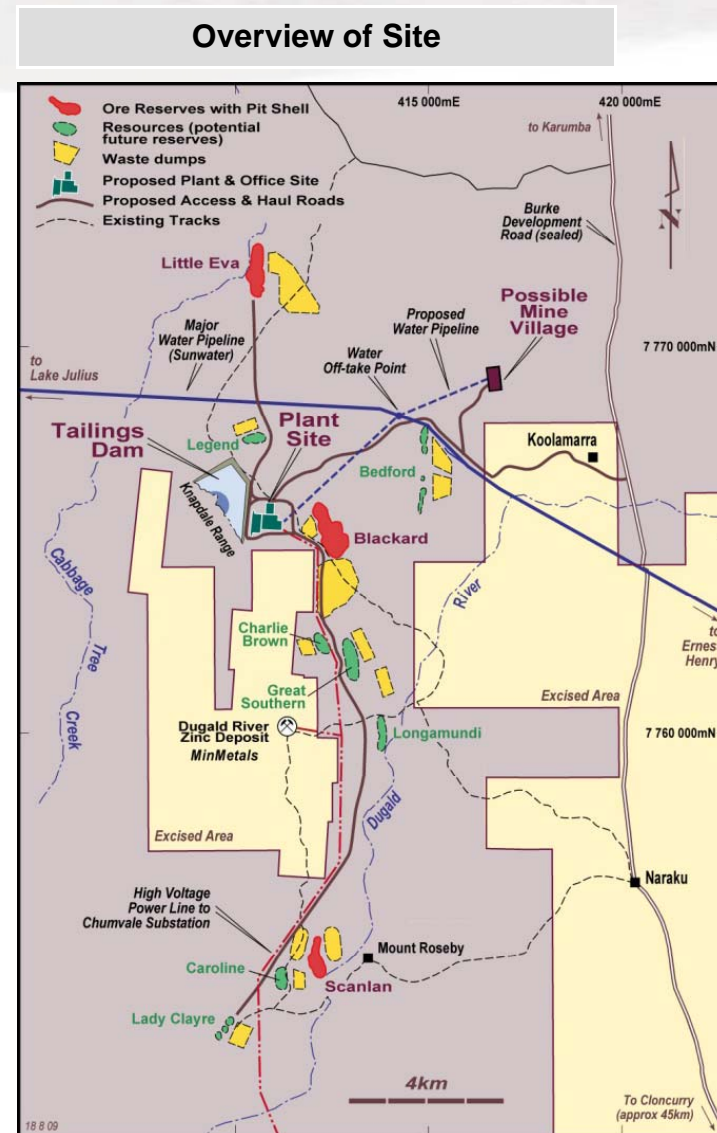 Overview of Site
Ore Reserves with Pit Shell
Resources (potential
future reserves)
Waste dumps
Proposed Plant & Office Site
Proposed Access & Haul Roads
Existing Tracks
415 000mE
420 000mE
to Karumba
N
Burke
Development
Road (sealed)
Little Eva
Possible
Mine
Village
Major
Water Pipeline
(Sunwater)
Proposed
Water Pipeline
Water
Off-take Point
7 770 000mN
to
Lake Julius
Tailings
Dam
Legend
Plant
Site
Koolamarra
Bedford
Knapdale Range
Blackard
Cabbage
Tree
Creek
River
Charlie
Brown
to
Ernest
Henry
Great
Southern
Excised Area
Dugald River
Zinc Deposit
MinMetals
Longamundi
7 760 000mN
Dugald
Excised Area
High Voltage
Power Line to
Chumvale Substation
Naraku
Mount Roseby
Caroline
Scanlan
Lady Clayre
4km
To Cloncurry
(approx 45km)
18 8 09